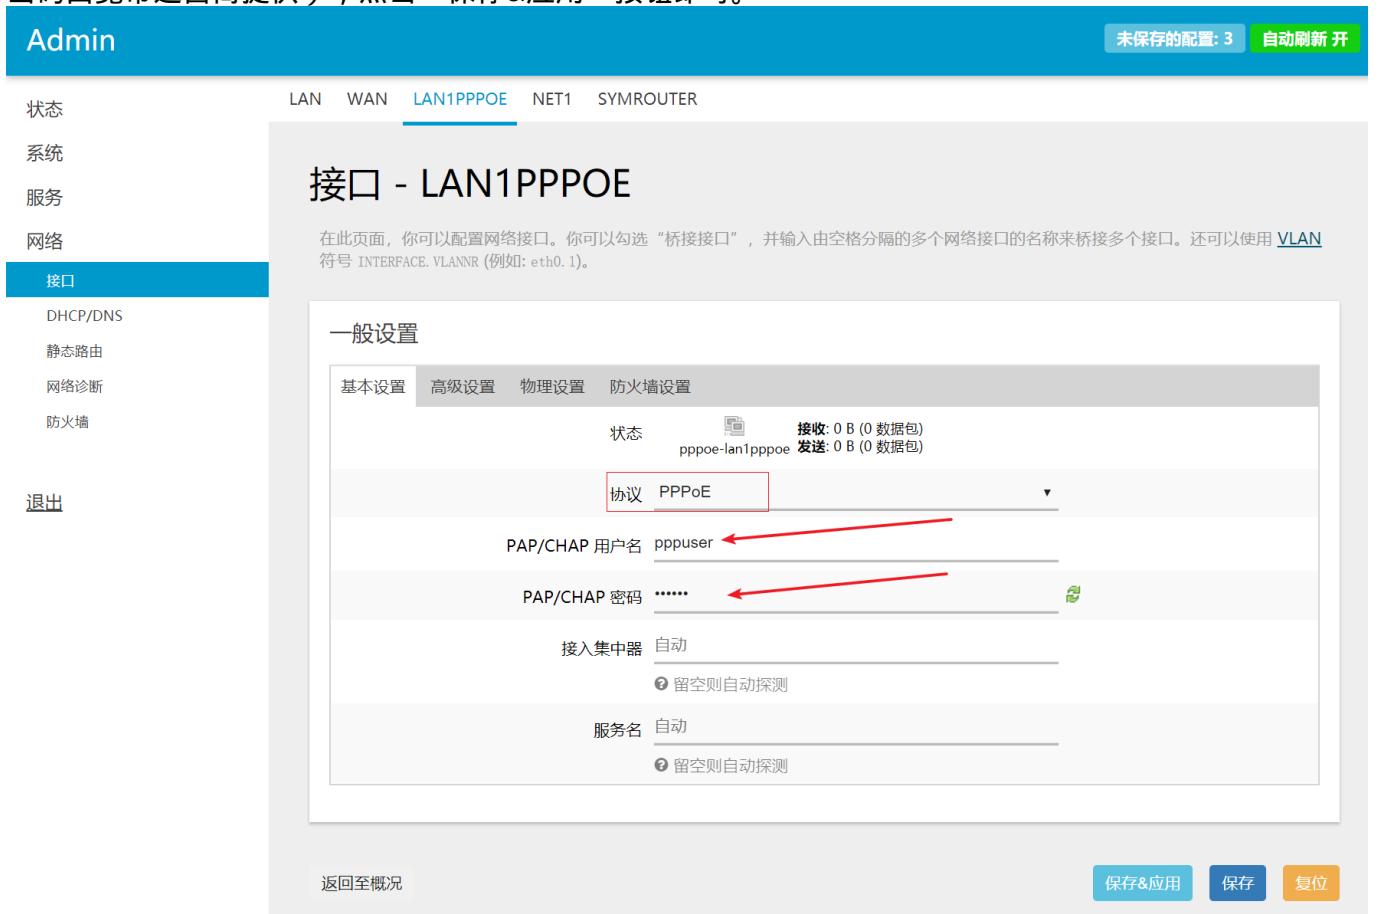 Admin
未保存的配置: 3
自动刷新 开
状态
系统
服务
网络
接口
DHCP/DNS
静态路由
网络诊断
防火墙
退出
LAN WAN LAN1PPPOE NET1 SYMROUTER
接口 - LAN1PPPOE
在此页面，你可以配置网络接口。你可以勾选“桥接接口”，并输入由空格分隔的多个网络接口的名称来桥接多个接口。还可以使用 VLAN
符号 INTERFACE.VLANNR (例如: eth0.1)。
一般设置
基本设置 高级设置 物理设置 防火墙设置
状态
pppoe-lan1pppoe
接收: 0 B (0 数据包)
发送: 0 B (0 数据包)
协议 PPPoE
PAP/CHAP 用户名 pppuser
PAP/CHAP 密码 ••••••
接入集中器 自动
留空则自动探测
服务名 自动
留空则自动探测
返回至概况
保存&应用 保存 复位